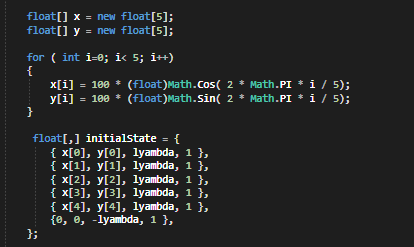 float[] x = new float[5];
float[] y = new float[5];
for ( int i=0; i< 5; i++)
{
x[i] = 100 * (float)Math.Cos( 2 * Math.PI * i / 5);
y[i] = 100 * (float)Math.Sin( 2 * Math.PI * i / 5);
}
float[,] initialState = {
{ x[0], y[0], lyambda, 1 },
{ x[1], y[1], lyambda, 1 },
{ x[2], y[2], lyambda, 1 },
{ x[3], y[3], lyambda, 1 },
{ x[4], y[4], lyambda, 1 },
{0, 0, -lyambda, 1 },
};